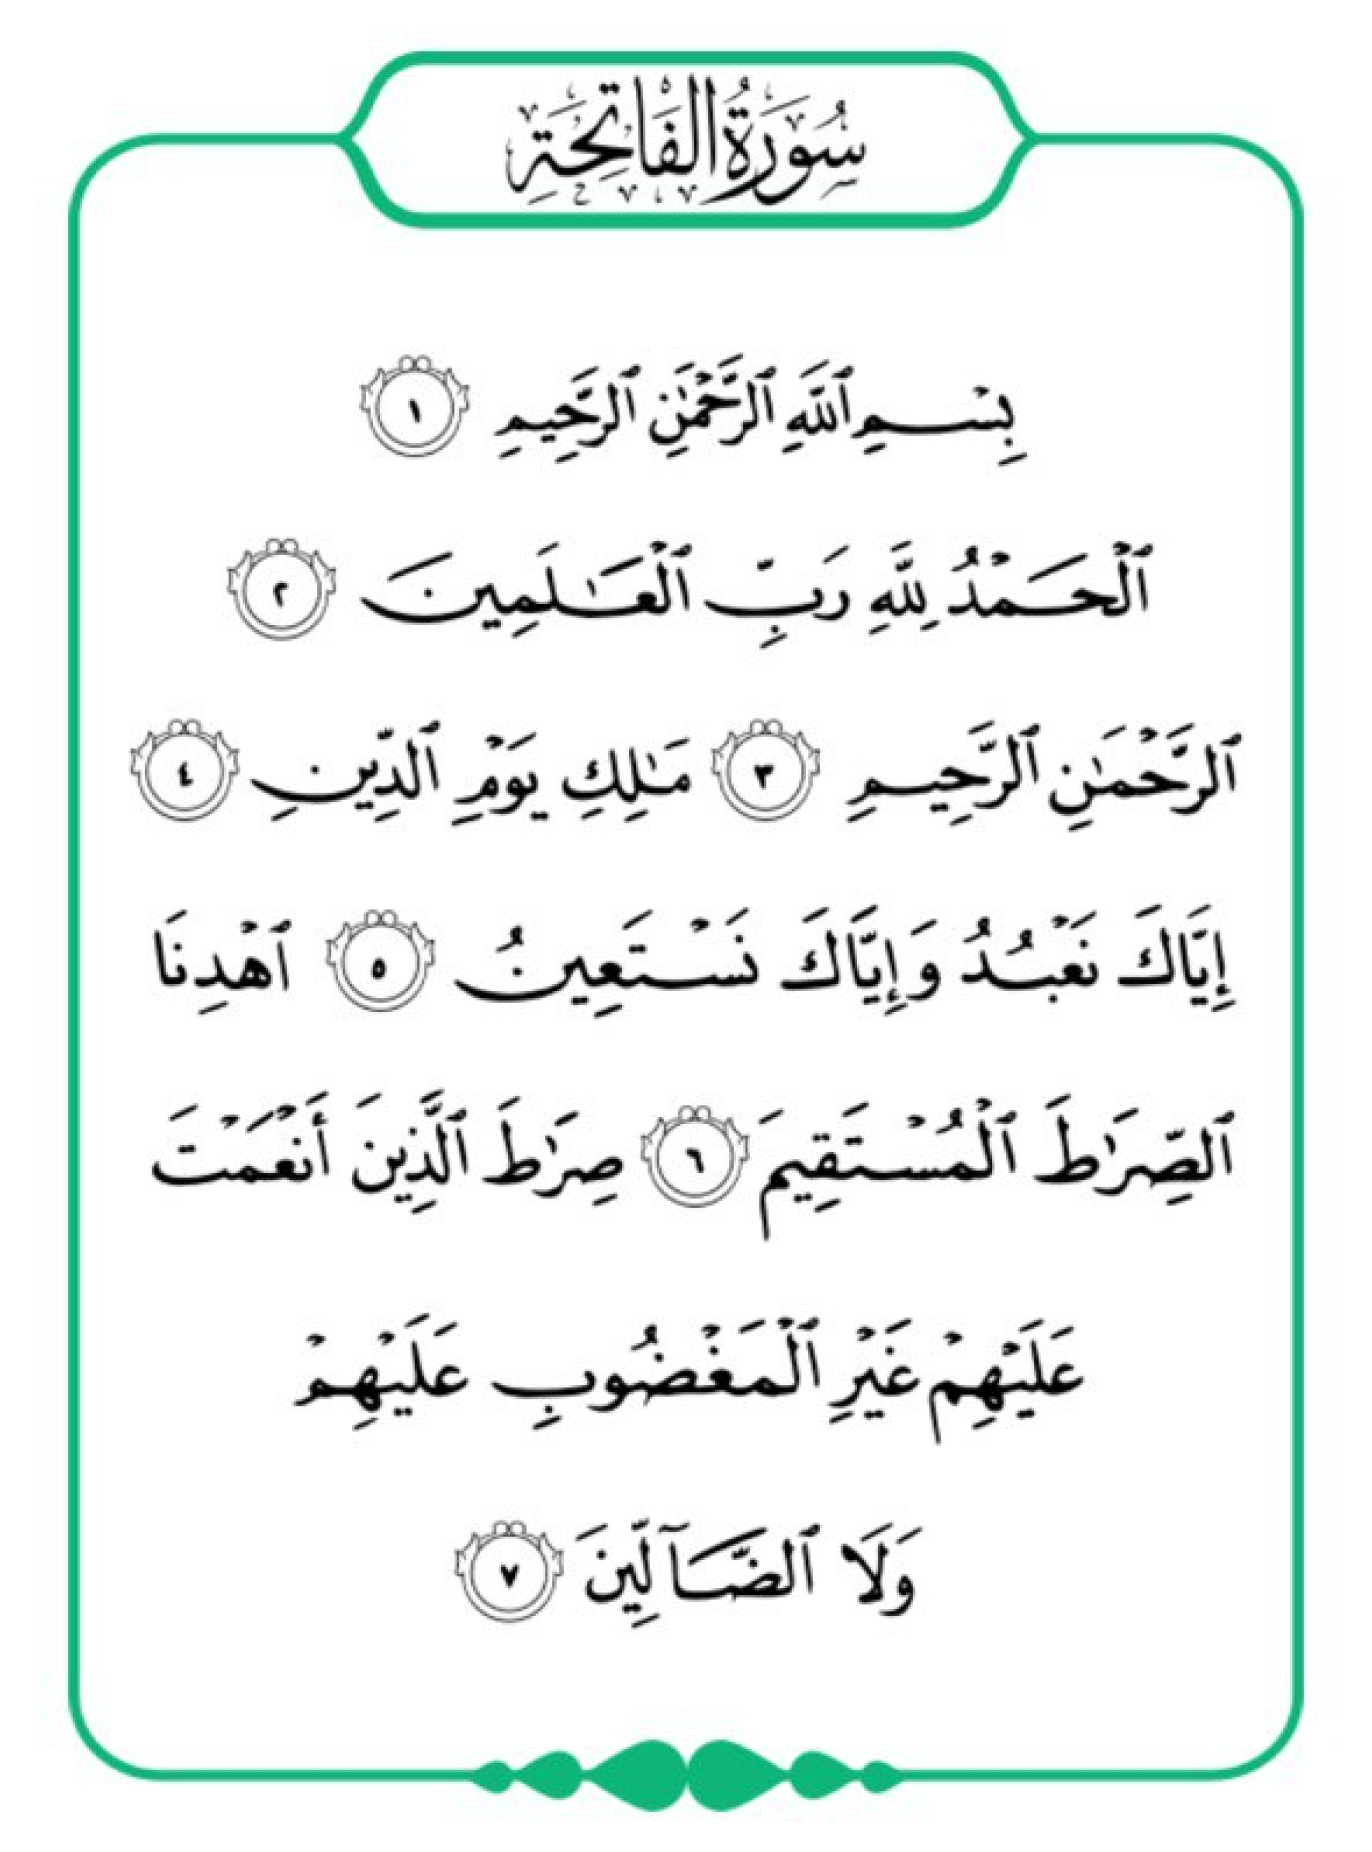 سُورَةُ الْفَاتِحَةِ
بِسْمِ ٱللَّهِ ٱلرَّحْمَٰنِ ٱلرَّحِيمِ ١
ٱلْحَمْدُ لِلَّهِ رَبِّ ٱلْعَٰلَمِينَ ٢
ٱلرَّحْمَٰنِ ٱلرَّحِيمِ ٣ مَٰلِكِ يَوْمِ ٱلدِّينِ ٤
إِيَّاكَ نَعْبُدُ وَإِيَّاكَ نَسْتَعِينُ ٥ ٱهْدِنَا
ٱلصِّرَٰطَ ٱلْمُسْتَقِيمَ ٦ صِرَٰطَ ٱلَّذِينَ أَنْعَمْتَ
عَلَيْهِمْ غَيْرِ ٱلْمَغْضُوبِ عَلَيْهِمْ
وَلَا ٱلضَّآلِّينَ ٧